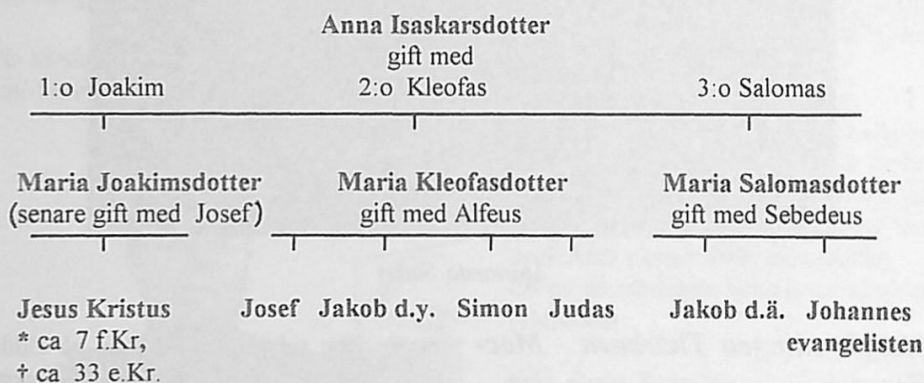 Anna Isaskarsdotter
gift med
1:o Joakim 2:o Kleofas 3:o Salomas
Maria Joakimsdotter Maria Kleofasdotter Maria Salomasdotter
(senare gift med Josef) gift med Alfeus gift med Sebedeus
Jesus Kristus Josef Jakob d.y. Simon Judas Jakob d.ä. Johannes
* ca 7 f.Kr, evangelisten
† ca 33 e.Kr.